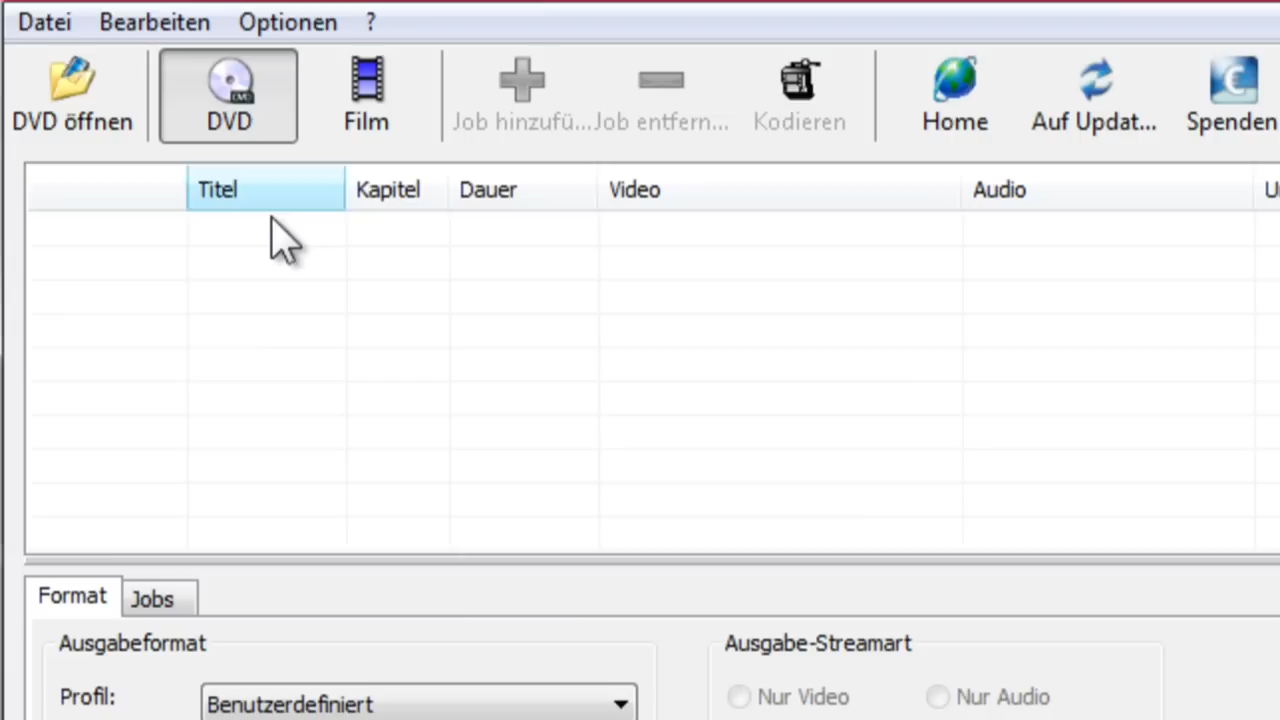 Datei Bearbeiten Optionen ?
DVD öffnen DVD Film Job hinzufü... Job entfern... Kodieren Home Auf Updat... Spenden
Titel Kapitel Dauer Video Audio
Format Jobs
Ausgabeformat Ausgabe-Streamart
Profil: Benutzerdefiniert Nur Video Nur Audio